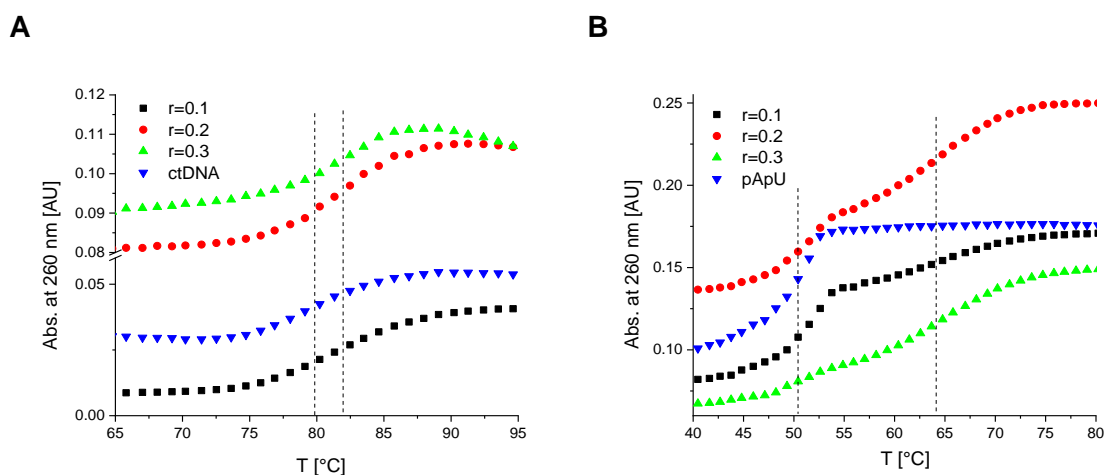 A
B
r=0.1
r=0.2
r=0.3
ctDNA
Abs. at 260 nm [AU]
0.12
0.11
0.10
0.09
0.08
0.05
0.00
65 70 75 80 85 90 95
T [°C]
r=0.1
r=0.2
r=0.3
pApU
Abs. at 260 nm [AU]
0.25
0.20
0.15
0.10
40 45 50 55 60 65 70 75 80
T [°C]